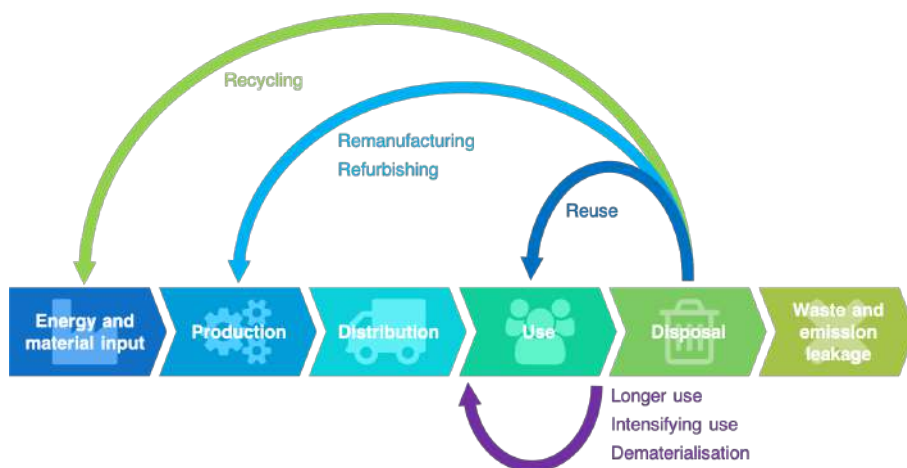 Recycling
Remanufacturing
Refurbishing
Reuse
Energy and
material input
Production
Distribution
Use
Disposal
Waste and
emission
leakage
Longer use
Intensifying use
Dematerialisation